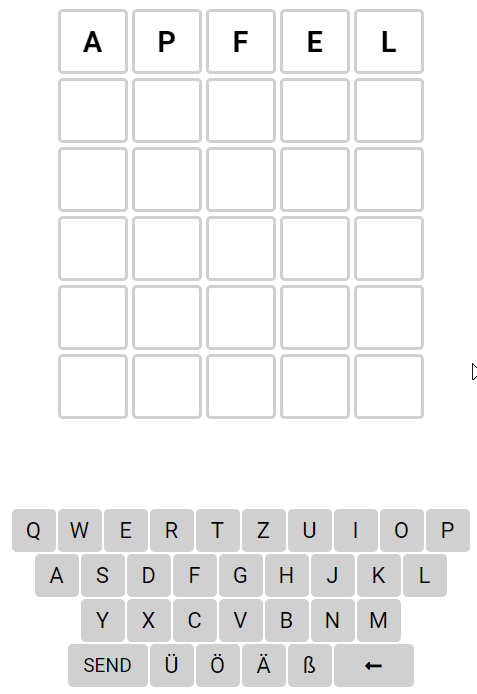 A P F E L
Q W E R T Z U I O P
A S D F G H J K L
Y X C V B N M
SEND Ü Ö Ä ß ←